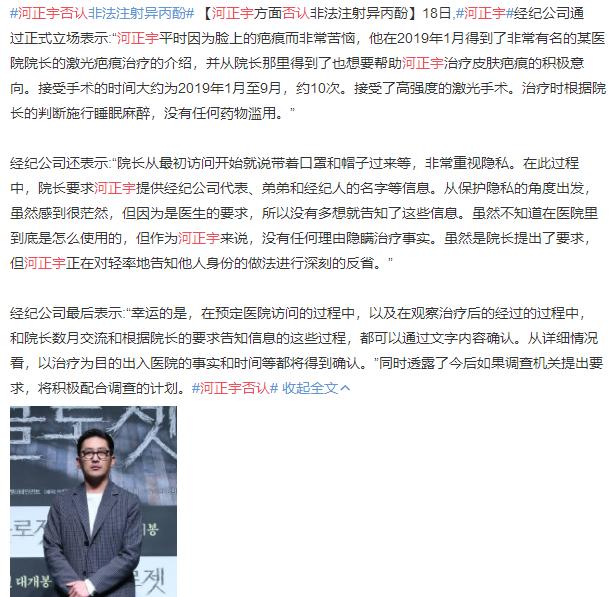 #河正宇否认非法注射异丙酚# 【河正宇方面否认非法注射异丙酚】18日,#河正宇#经纪公司通
过正式立场表示:“河正宇平时因为脸上的疤痕而非常苦恼，他在2019年1月得到了非常有名的某医
院院长的激光疤痕治疗的介绍，并从院长那里得到了也想要帮助河正宇治疗皮肤疤痕的积极意
向。接受手术的时间大约为2019年1月至9月，约10次。接受了高强度的激光手术。治疗时根据院
长的判断施行睡眠麻醉，没有任何药物滥用。”
经纪公司还表示:“院长从最初访问开始就说带着口罩和帽子过来等，非常重视隐私。在此过程
中，院长要求河正宇提供经纪公司代表、弟弟和经纪人的名字等信息。从保护隐私的角度出发，
虽然感到很茫然，但因为是医生的要求，所以没有多想就告知了这些信息。虽然不知道在医院里
到底是怎么使用的，但作为河正宇来说，没有任何理由隐瞒治疗事实。虽然是院长提出了要求，
但河正宇正在对轻率地告知他人身份的做法进行深刻的反省。”
经纪公司最后表示:“幸运的是，在预定医院访问的过程中，以及在观察治疗后的经过的过程中，
和院长数月交流和根据院长的要求告知信息的这些过程，都可以通过文字内容确认。从详细情况
看，以治疗为目的出入医院的事实和时间等都将得到确认。”同时透露了今后如果调查机关提出要
求，将积极配合调查的计划。#河正宇否认# 收起全文
로젯
개봉
대개봉
젯